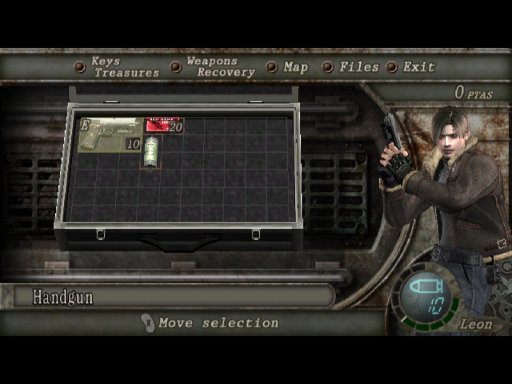 Keys
Treasures
Weapons
Recovery
Map
Files
Exit
0 PTAS
E
20
10
Handgun
10
X Move selection
Leon